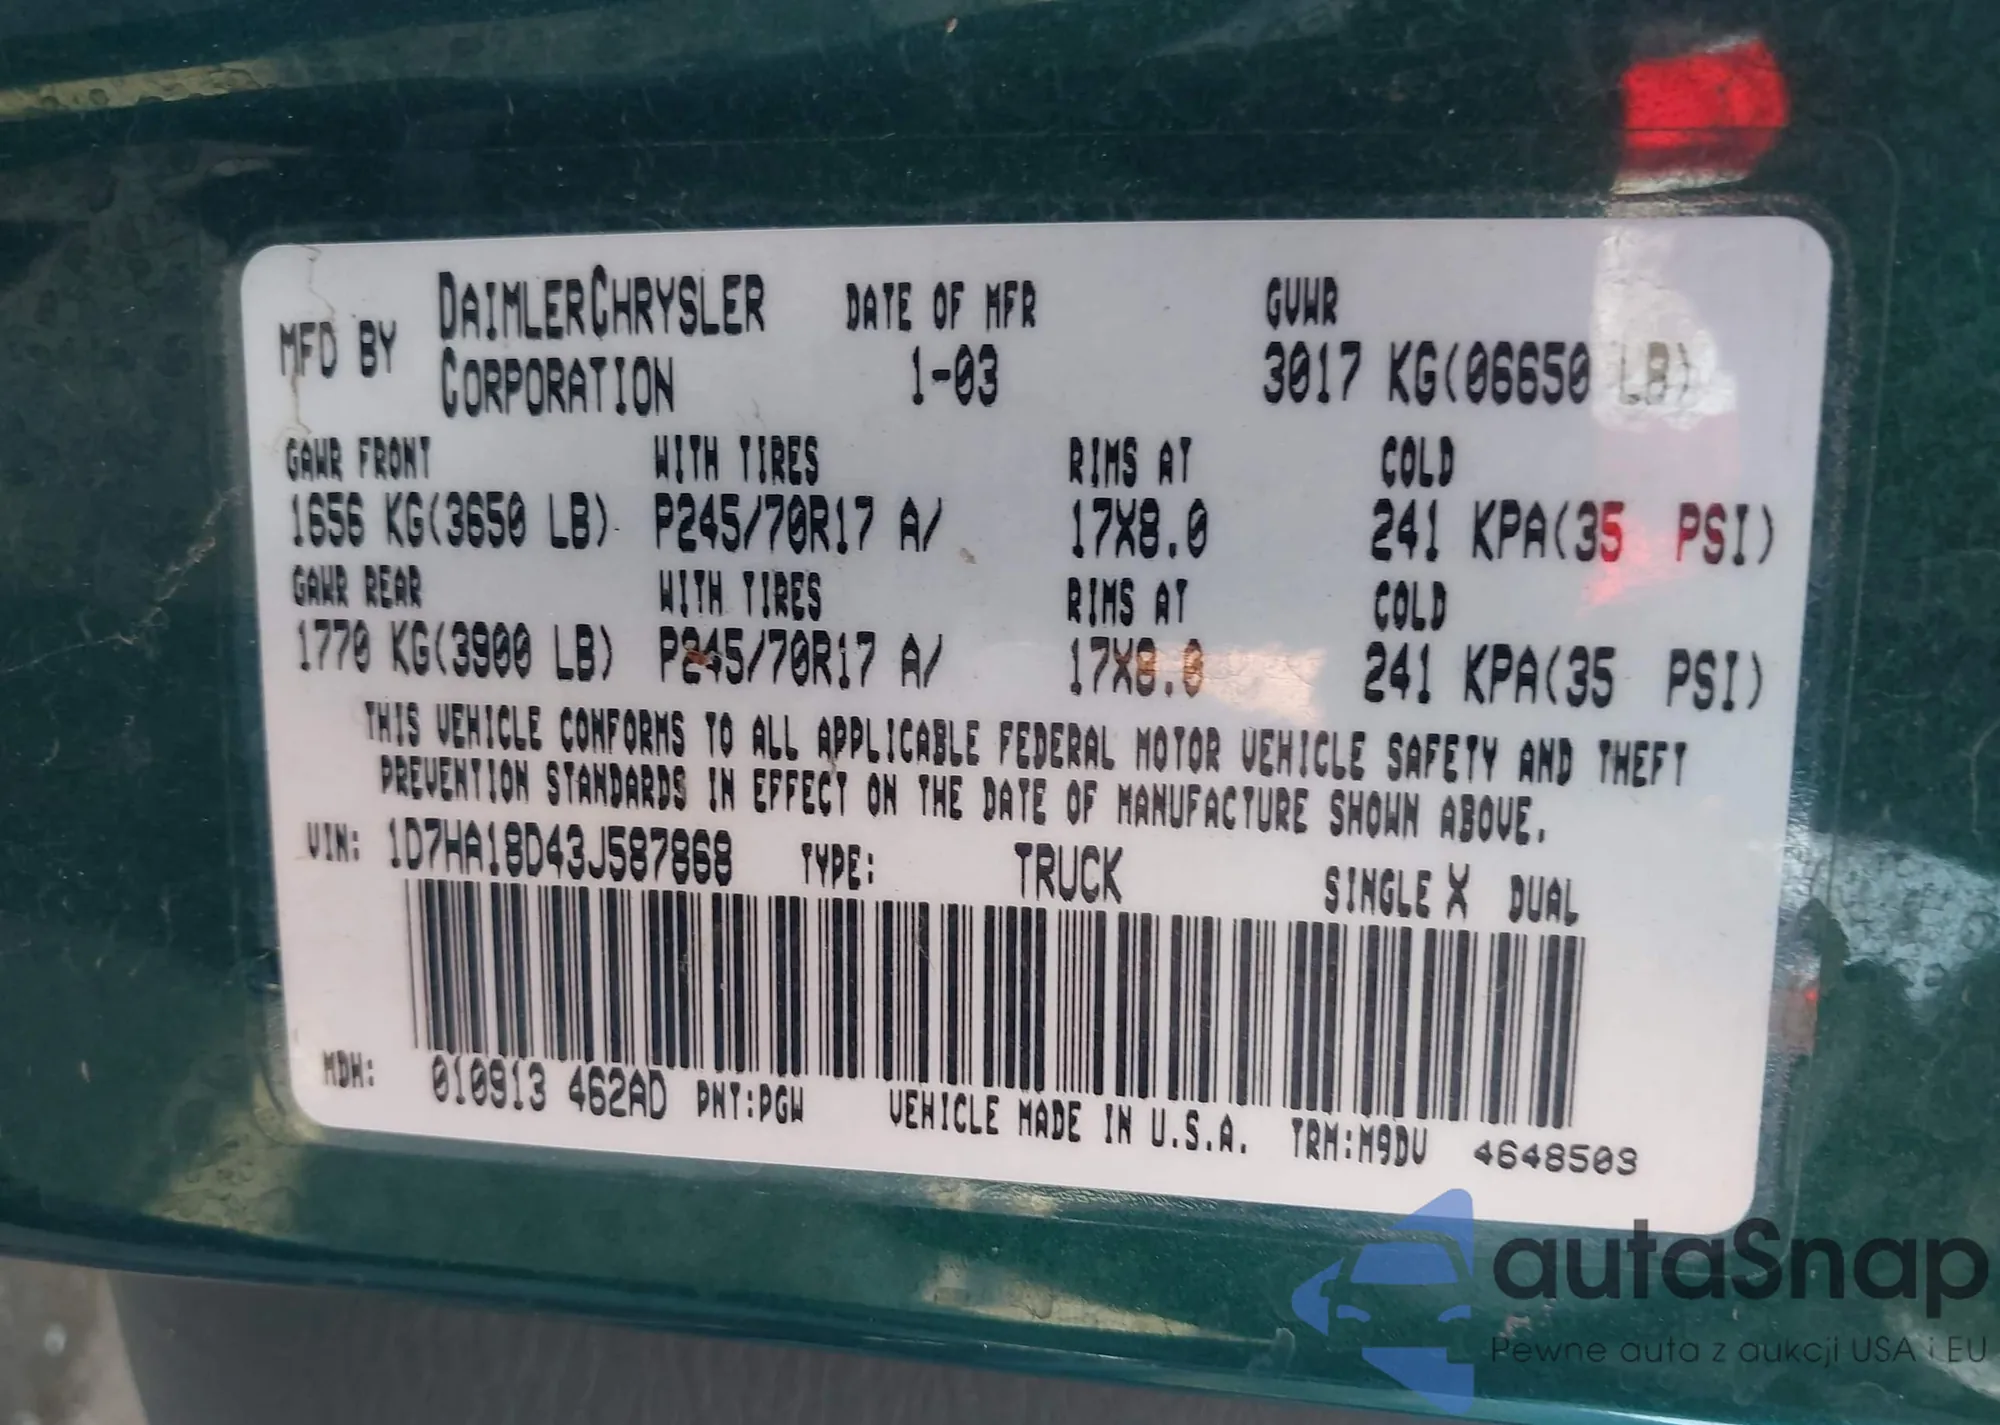 MFD BY DAIMLERCHRYSLER CORPORATION DATE OF MFR 1-03 GVWR 3017 KG(06650 LB)
GAWR FRONT WITH TIRES RIMS AT COLD
1656 KG(3650 LB) P245/70R17 A/ 17X8.0 241 KPA(35 PSI)
GAWR REAR WITH TIRES RIMS AT COLD
1770 KG(3900 LB) P245/70R17 A/ 17X8.0 241 KPA(35 PSI)
THIS VEHICLE CONFORMS TO ALL APPLICABLE FEDERAL MOTOR VEHICLE SAFETY AND THEFT
PREVENTION STANDARDS IN EFFECT ON THE DATE OF MANUFACTURE SHOWN ABOVE.
VIN: 1D7HA18D43J587868 TYPE: TRUCK SINGLE X DUAL
MDH: 010913 462AD PNT:PGW VEHICLE MADE IN U.S.A. TRM:M9DV 4648503
autaSnap
Pewne auta z aukcji USA i EU